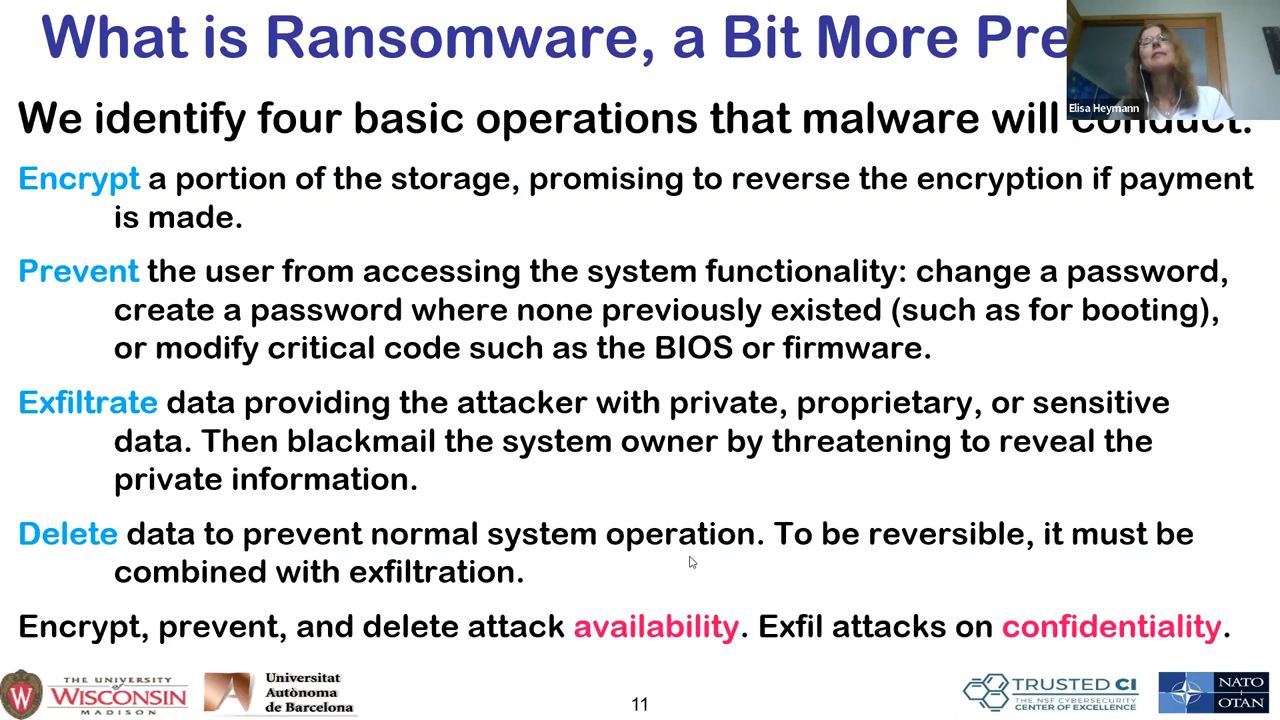 What is Ransomware, a Bit More Pre
Elisa Heymann
We identify four basic operations that malware will conduct.
Encrypt a portion of the storage, promising to reverse the encryption if payment
is made.
Prevent the user from accessing the system functionality: change a password,
create a password where none previously existed (such as for booting),
or modify critical code such as the BIOS or firmware.
Exfiltrate data providing the attacker with private, proprietary, or sensitive
data. Then blackmail the system owner by threatening to reveal the
private information.
Delete data to prevent normal system operation. To be reversible, it must be
combined with exfiltration.
Encrypt, prevent, and delete attack availability. Exfil attacks on confidentiality.
THE UNIVERSITY
of
WISCONSIN
MADISON
Universitat
Autònoma
de Barcelona
11
TRUSTED CI
THE NSF CYBERSECURITY
CENTER OF EXCELLENCE
NATO
OTAN